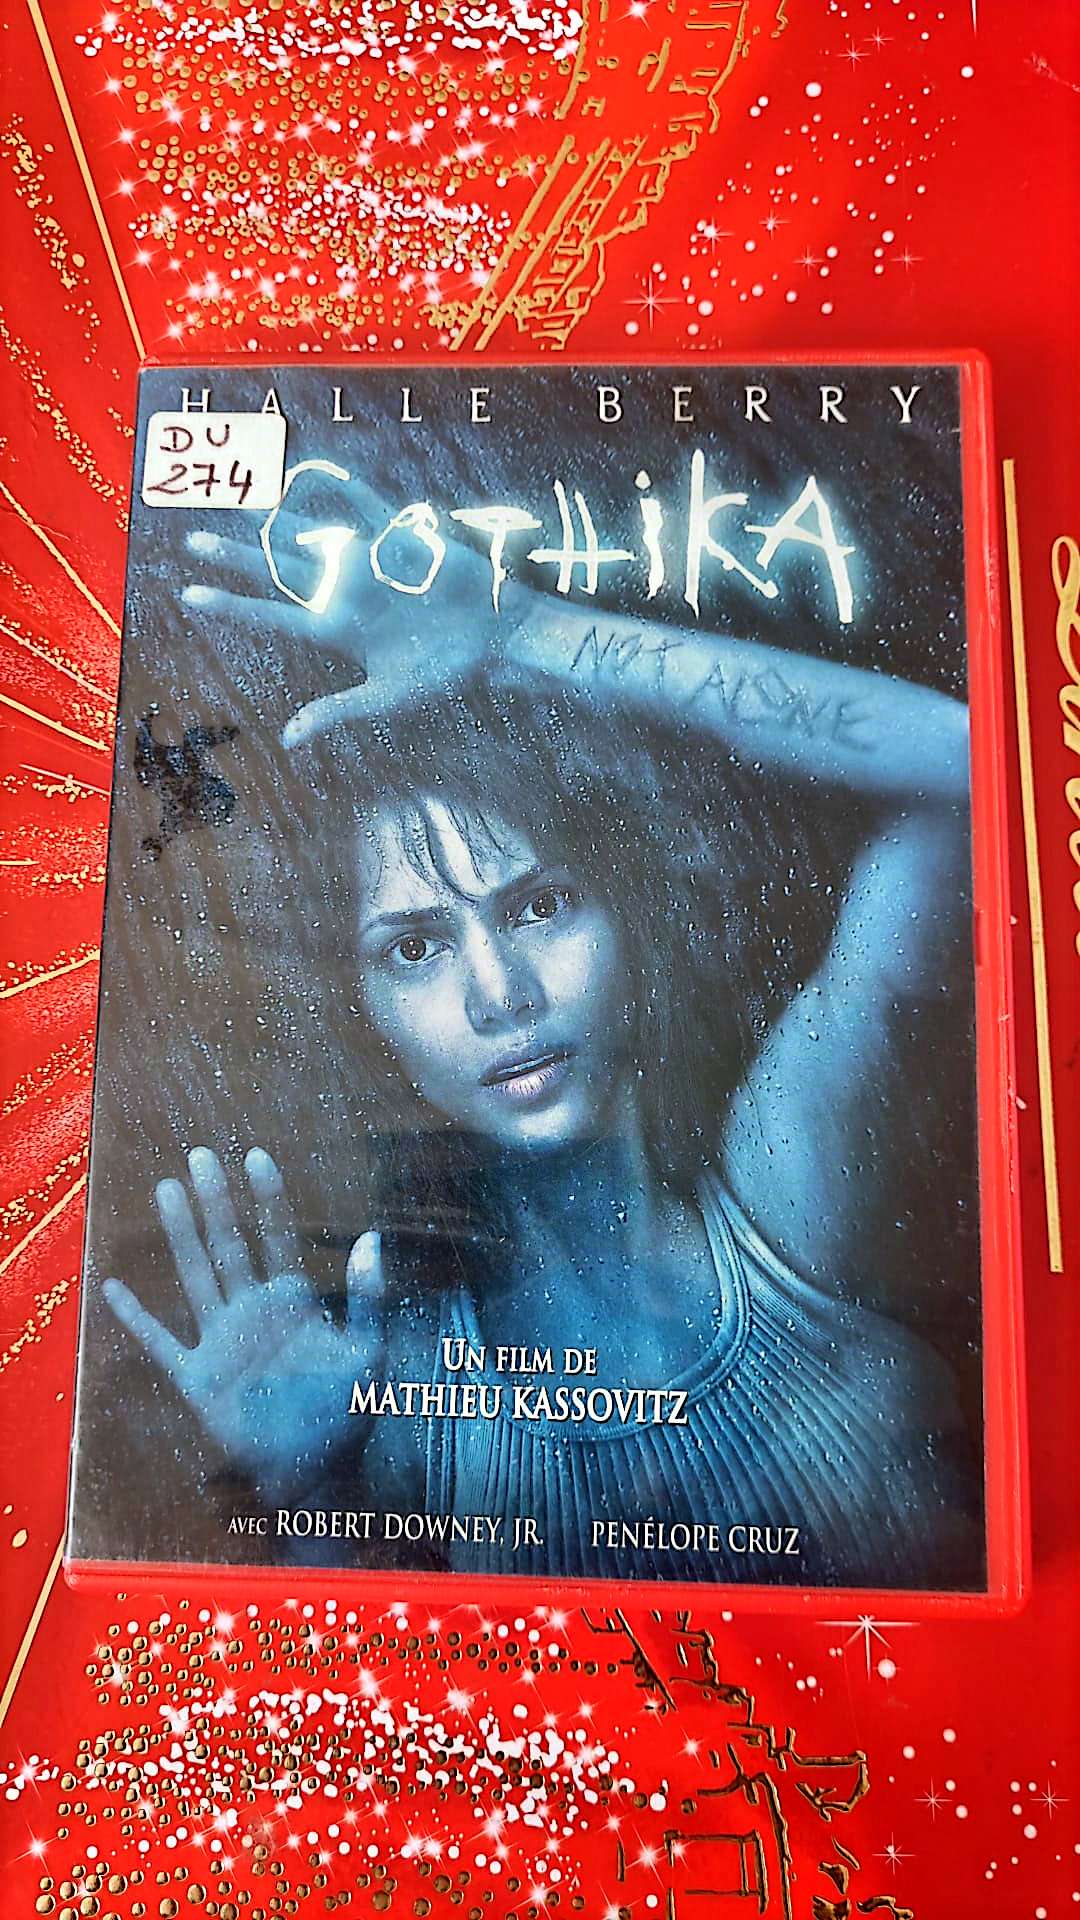 HALLE BERRY
DU
274
GOTHIKA
NOT ALONE
UN FILM DE
MATHIEU KASSOVITZ
AVEC ROBERT DOWNEY, JR. PENÉLOPE CRUZ